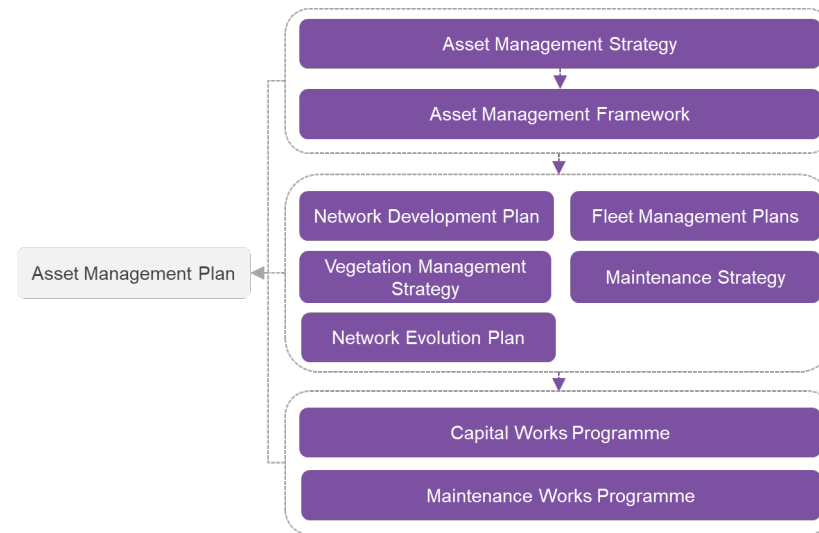 Asset Management Strategy
Asset Management Framework
Network Development Plan
Fleet Management Plans
Asset Management Plan
Vegetation Management
Strategy
Maintenance Strategy
Network Evolution Plan
Capital Works Programme
Maintenance Works Programme